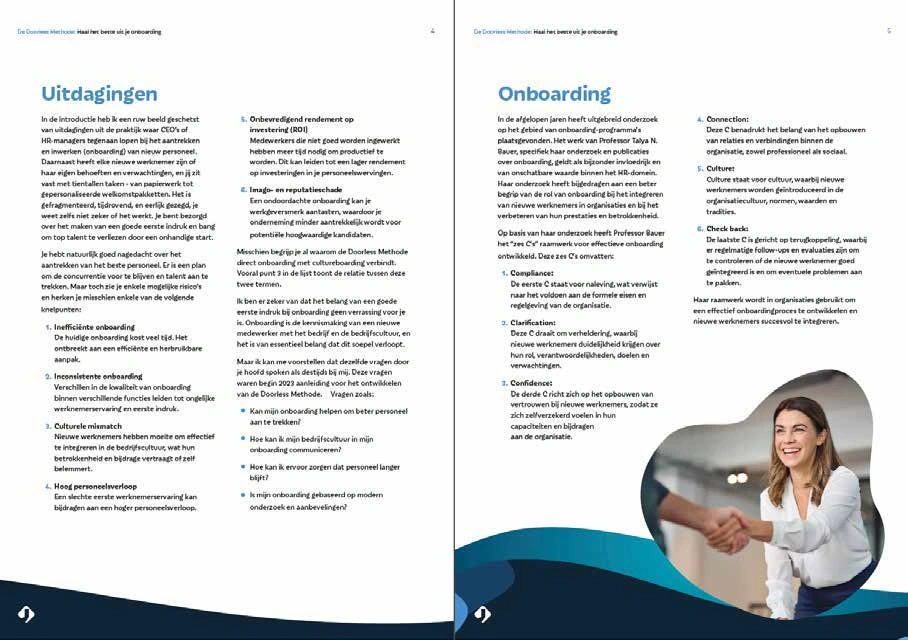 De Doorless Methode: Haal het beste uit je onboarding
4
Uitdagingen
In de introductie heb ik een ruw beeld geschetst
van uitdagingen uit de praktijk waar CEO's of
HR-managers tegenaan lopen bij het aantrekken
en inwerken (onboarding) van nieuw personeel.
Daarnaast heeft elke nieuwe werknemer zijn of
haar eigen behoeften en verwachtingen, en jij zit
vast met tientallen taken - van papierwerk tot
gepersonaliseerde welkomstpakketten. Het is
gefragmenteerd, tijdrovend, en eerlijk gezegd, je
weet zelfs niet zeker of het werkt. Je bent bezorgd
over het maken van een goede eerste indruk en bang
om top talent te verliezen door een onhandige start.
Je hebt natuurlijk goed nagedacht over het
aantrekken van het beste personeel. Er is een plan
om de concurrentie voor te blijven en talent aan te
trekken. Maar toch zie je enkele mogelijke risico's
en herken je misschien enkele van de volgende
knelpunten:
1. Inefficiënte onboarding
De huidige onboarding kost veel tijd. Het
ontbreekt aan een efficiënte en herbruikbare
aanpak.
2. Inconsistente onboarding
Verschillen in de kwaliteit van onboarding
binnen verschillende functies leiden tot ongelijke
werknemerservaring en eerste indruk.
3. Culturele mismatch
Nieuwe werknemers hebben moeite om effectief
te integreren in de bedrijfscultuur, wat hun
betrokkenheid en bijdrage vertraagt of zelf
belemmert.
4. Hoog personeelsverloop
Een slechte eerste werknemerservaring kan
bijdragen aan een hoger personeelsverloop.
5. Onbevredigend rendement op
investering (ROI)
Medewerkers die niet goed worden ingewerkt
hebben meer tijd nodig om productief te
worden. Dit kan leiden tot een lager rendement
op investeringen in je personeelswervingen.
6. Imago- en reputatieschade
Een ondoordachte onboarding kan je
werkgeversmerk aantasten, waardoor je
onderneming minder aantrekkelijk wordt voor
potentiële hoogwaardige kandidaten.
Misschien begrijp je al waarom de Doorless Methode
direct onboarding met cultureboarding verbindt.
Vooral punt 3 in de lijst toont de relatie tussen deze
twee termen.
Ik ben er zeker van dat het belang van een goede
eerste indruk bij onboarding geen verrassing voor je
is. Onboarding is de kennismaking van een nieuwe
medewerker met het bedrijf en de bedrijfscultuur, en
het is van essentieel belang dat dit soepel verloopt.
Maar ik kan me voorstellen dat dezelfde vragen door
je hoofd spoken als destijds bij mij. Deze vragen
waren begin 2023 aanleiding voor het ontwikkelen
van de Doorless Methode. Vragen zoals:
• Kan mijn onboarding helpen om beter personeel
aan te trekken?
• Hoe kan ik mijn bedrijfscultuur in mijn
onboarding communiceren?
• Hoe kan ik ervoor zorgen dat personeel langer
blijft?
• Is mijn onboarding gebaseerd op modern
onderzoek en aanbevelingen?
De Doorless Methode: Haal het beste uit je onboarding
5
Onboarding
In de afgelopen jaren heeft uitgebreid onderzoek
op het gebied van onboarding-programma's
plaatsgevonden. Het werk van Professor Talya N.
Bauer, specifiek haar onderzoek en publicaties
over onboarding, geldt als bijzonder invloedrijk en
van onschatbare waarde binnen het HR-domein.
Haar onderzoek heeft bijgedragen aan een beter
begrip van de rol van onboarding in het integreren
van nieuwe werknemers in organisaties en bij het
verbeteren van hun prestaties en betrokkenheid.
Op basis van haar onderzoek heeft Professor Bauer
het "zes C's" raamwerk voor effectieve onboarding
ontwikkeld. Deze zes C's omvatten:
1. Compliance:
De eerste C staat voor naleving, wat verwijst
naar het voldoen aan de formele eisen en
regelgeving van de organisatie.
2. Clarification:
Deze C draait om verheldering, waarbij
nieuwe werknemers duidelijkheid krijgen over
hun rol, verantwoordelijkheden, doelen en
verwachtingen.
3. Confidence:
De derde C richt zich op het opbouwen van
vertrouwen bij nieuwe werknemers, zodat ze
zich zelfverzekerd voelen in hun
capaciteiten en bijdragen
aan de organisatie.
4. Connection:
Deze C benadrukt het belang van het opbouwen
van relaties en verbindingen binnen de
organisatie, zowel professioneel als sociaal.
5. Culture:
Culture staat voor cultuur, waarbij nieuwe
werknemers worden geïntroduceerd in de
organisatiecultuur, normen, waarden en
tradities.
6. Check back:
De laatste C is gericht op terugkoppeling, waarbij
er regelmatige follow-ups en evaluaties zijn om
te controleren of de nieuwe werknemer goed
geïntegreerd is en om eventuele problemen aan
te pakken.
Haar raamwerk wordt in organisaties gebruikt om
een effectief onboardingproces te ontwikkelen en
nieuwe werknemers succesvol te integreren.